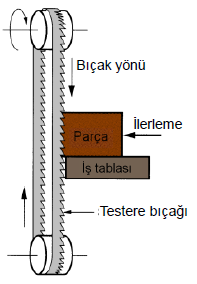 Bıçak yönü
İlerleme
Parça
İş tablası
Testere bıçağı